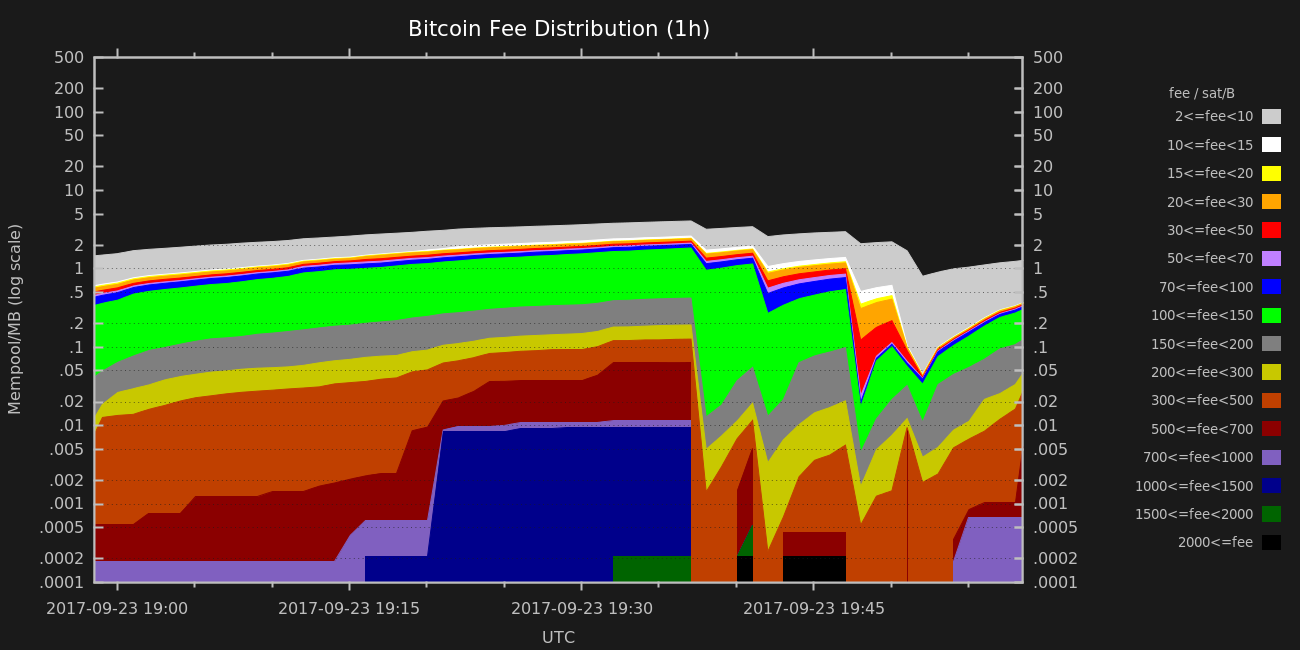 Bitcoin Fee Distribution (1h)
Mempool/MB (log scale)
500
200
100
50
20
10
5
2
1
.5
.2
.1
.05
.02
.01
.005
.002
.001
.0005
.0002
.0001
500
200
100
50
20
10
5
2
1
.5
.2
.1
.05
.02
.01
.005
.002
.001
.0005
.0002
.0001
2017-09-23 19:00 2017-09-23 19:15 2017-09-23 19:30 2017-09-23 19:45
UTC
fee / sat/B
2<=fee<10
10<=fee<15
15<=fee<20
20<=fee<30
30<=fee<50
50<=fee<70
70<=fee<100
100<=fee<150
150<=fee<200
200<=fee<300
300<=fee<500
500<=fee<700
700<=fee<1000
1000<=fee<1500
1500<=fee<2000
2000<=fee